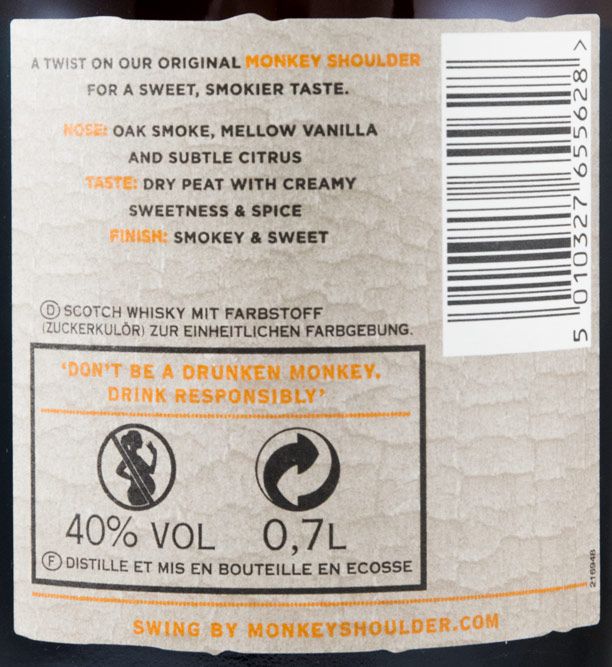 A TWIST ON OUR ORIGINAL MONKEY SHOULDER
FOR A SWEET, SMOKIER TASTE.
NOSE: OAK SMOKE, MELLOW VANILLA
AND SUBTLE CITRUS
TASTE: DRY PEAT WITH CREAMY
SWEETNESS & SPICE
FINISH: SMOKEY & SWEET
5 010327 655628 >
Ⓓ SCOTCH WHISKY MIT FARBSTOFF
(ZUCKERKULÖR) ZUR EINHEITLICHEN FARBGEBUNG.
'DON'T BE A DRUNKEN MONKEY.
DRINK RESPONSIBLY'
40% VOL 0,7L
Ⓕ DISTILLE ET MIS EN BOUTEILLE EN ECOSSE
216948
SWING BY MONKEYSHOULDER.COM